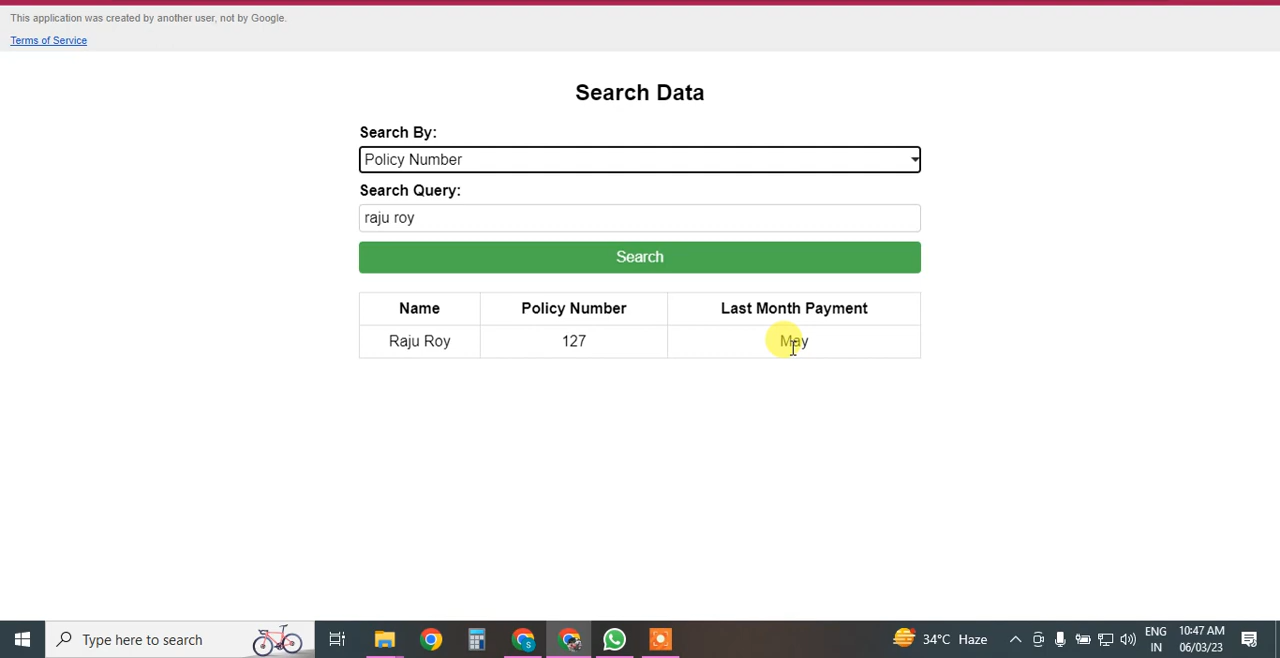 This application was created by another user, not by Google.
Terms of Service
Search Data
Search By:
Policy Number
Search Query:
raju roy
Search
Name Policy Number Last Month Payment
Raju Roy 127 May
Type here to search 34°C Haze ENG IN 10:47 AM 06/03/23